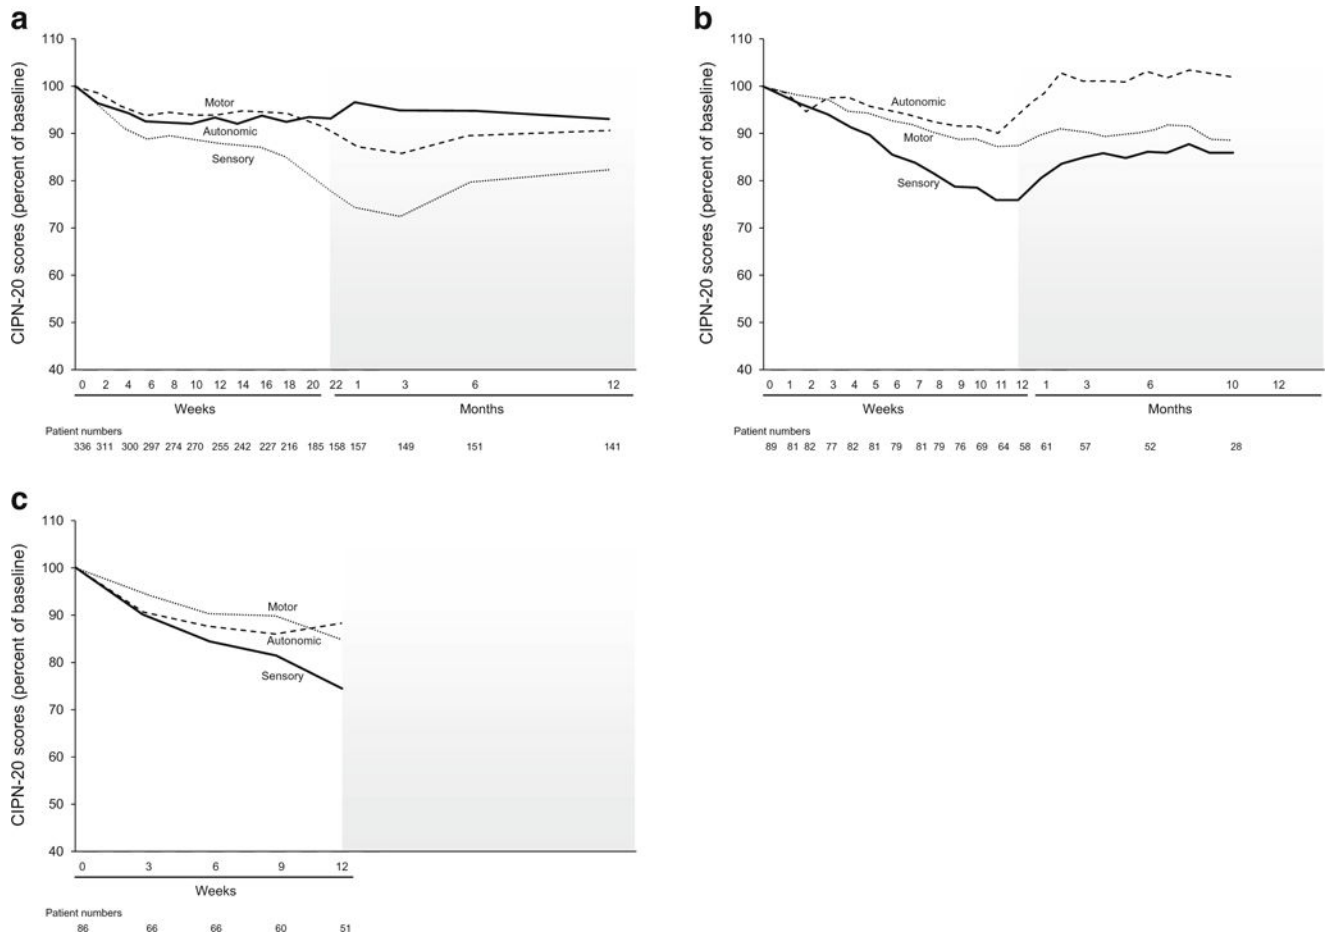 a
CIPN-20 scores (percent of baseline)
110
100
90
80
70
60
50
40
Motor
Autonomic
Sensory
0 2 4 6 8 10 12 14 16 18 20 22 1 3 6 12
Weeks Months
Patient numbers
336 311 300 297 274 270 255 242 227 216 185 158 157 149 151 141
b
CIPN-20 scores (percent of baseline)
110
100
90
80
70
60
50
40
Autonomic
Motor
Sensory
0 1 2 3 4 5 6 7 8 9 10 11 12 1 3 6 10 12
Weeks Months
Patient numbers
89 81 82 77 82 81 79 81 79 76 69 64 58 61 57 52 28
c
CIPN-20 scores (percent of baseline)
110
100
90
80
70
60
50
40
Motor
Autonomic
Sensory
0 3 6 9 12
Weeks
Patient numbers
86 66 66 60 51